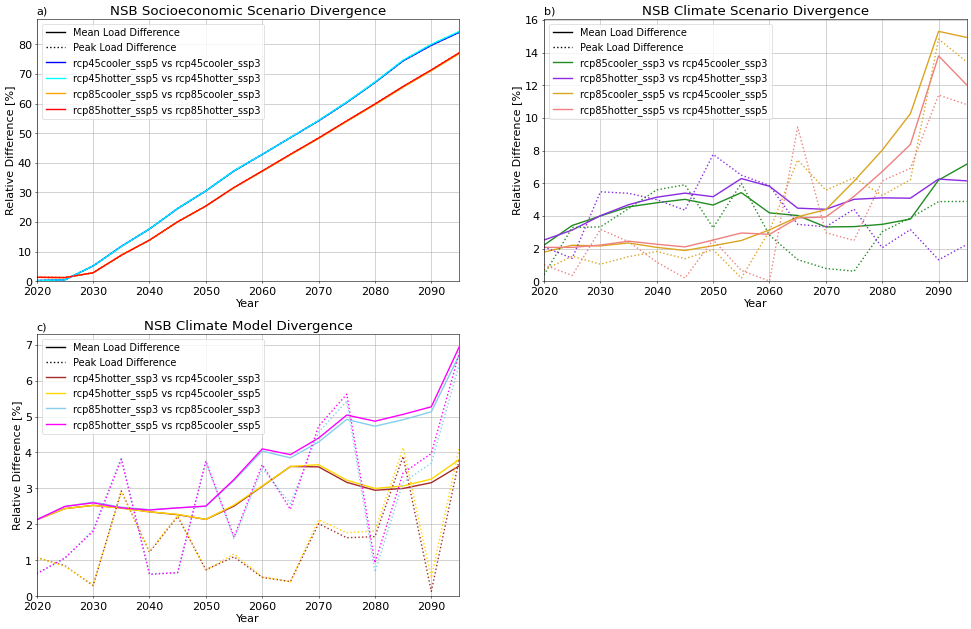 a)
NSB Socioeconomic Scenario Divergence
Mean Load Difference
Peak Load Difference
rcp45cooler_ssp5 vs rcp45cooler_ssp3
rcp45hotter_ssp5 vs rcp45hotter_ssp3
rcp85cooler_ssp5 vs rcp85cooler_ssp3
rcp85hotter_ssp5 vs rcp85hotter_ssp3
Relative Difference [%]
80
70
60
50
40
30
20
10
0
2020 2030 2040 2050 2060 2070 2080 2090
Year
b)
NSB Climate Scenario Divergence
Mean Load Difference
Peak Load Difference
rcp85cooler_ssp3 vs rcp45cooler_ssp3
rcp85hotter_ssp3 vs rcp45hotter_ssp3
rcp85cooler_ssp5 vs rcp45cooler_ssp5
rcp85hotter_ssp5 vs rcp45hotter_ssp5
Relative Difference [%]
16
14
12
10
8
6
4
2
0
2020 2030 2040 2050 2060 2070 2080 2090
Year
c)
NSB Climate Model Divergence
Mean Load Difference
Peak Load Difference
rcp45hotter_ssp3 vs rcp45cooler_ssp3
rcp45hotter_ssp5 vs rcp45cooler_ssp5
rcp85hotter_ssp3 vs rcp85cooler_ssp3
rcp85hotter_ssp5 vs rcp85cooler_ssp5
Relative Difference [%]
7
6
5
4
3
2
1
0
2020 2030 2040 2050 2060 2070 2080 2090
Year